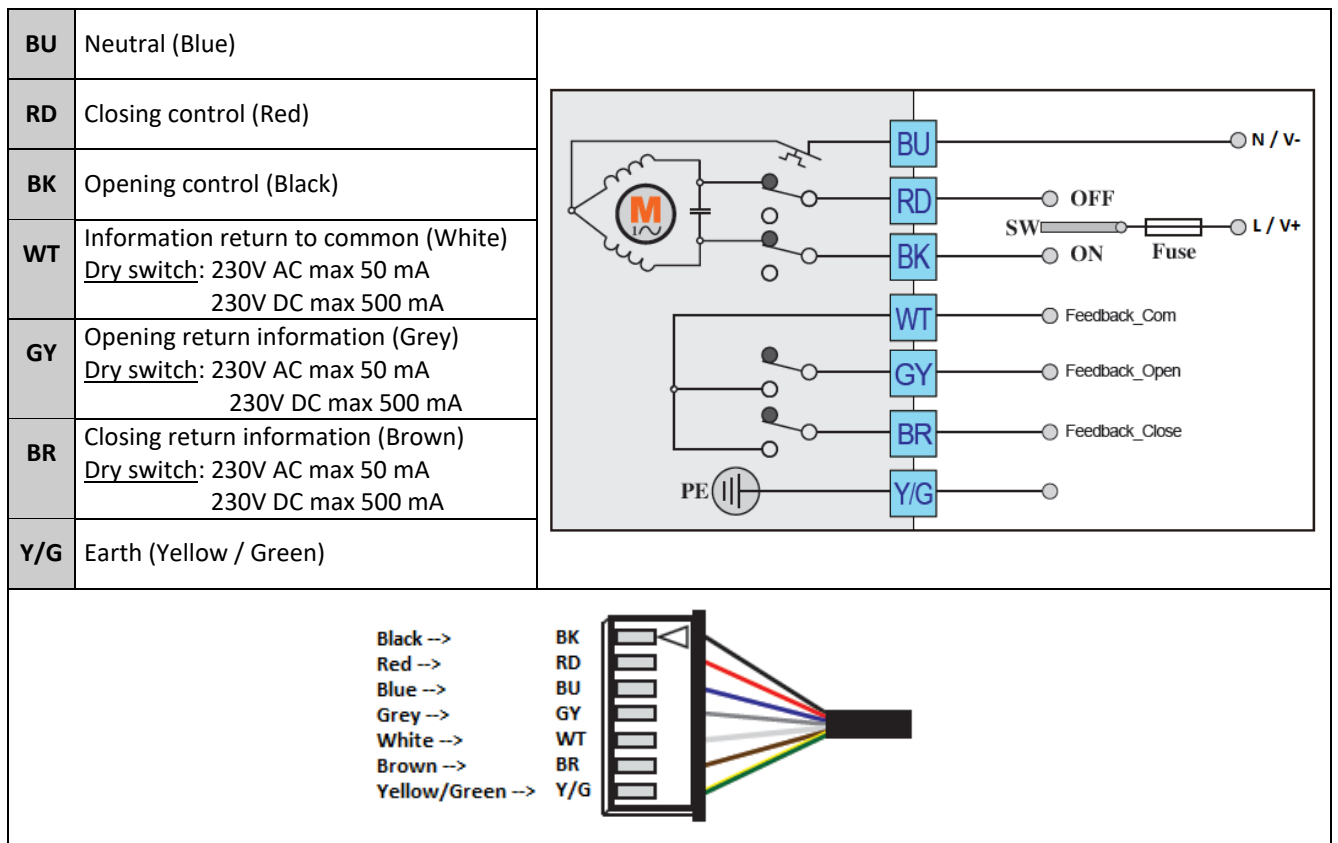 BU Neutral (Blue)
RD Closing control (Red)
BK Opening control (Black)
WT Information return to common (White)
Dry switch: 230V AC max 50 mA
230V DC max 500 mA
GY Opening return information (Grey)
Dry switch: 230V AC max 50 mA
230V DC max 500 mA
BR Closing return information (Brown)
Dry switch: 230V AC max 50 mA
230V DC max 500 mA
Y/G Earth (Yellow / Green)
M
1
BU N / V-
RD OFF
SW Fuse L / V+
BK ON
WT Feedback_Com
GY Feedback_Open
BR Feedback_Close
PE Y/G
Black --> BK
Red --> RD
Blue --> BU
Grey --> GY
White --> WT
Brown --> BR
Yellow/Green --> Y/G